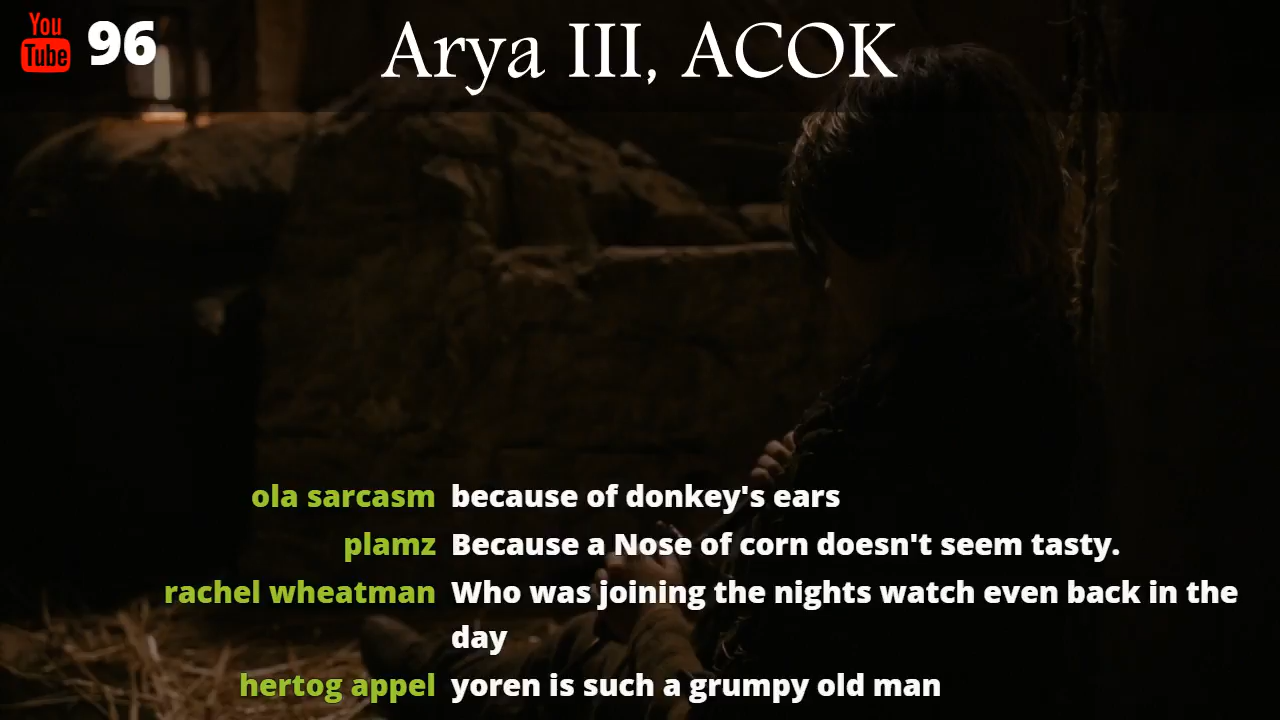 You
Tube 96
Arya III, ACOK
ola sarcasm because of donkey's ears
plamz Because a Nose of corn doesn't seem tasty.
rachel wheatman Who was joining the nights watch even back in the
day
hertog appel yoren is such a grumpy old man